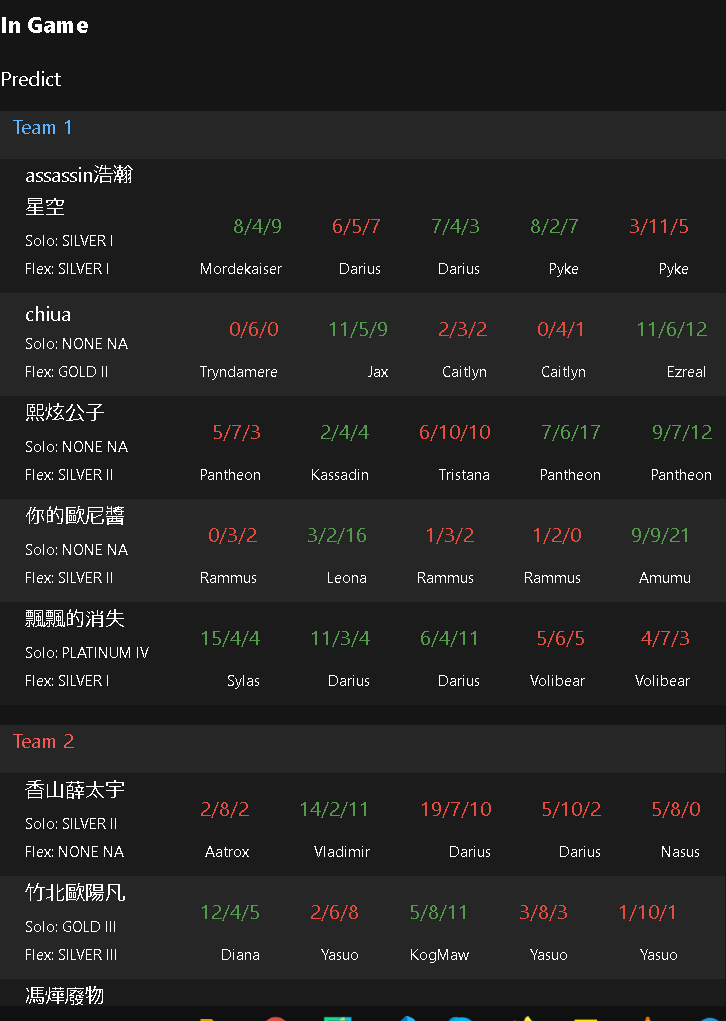 In Game
Predict
Team 1
assassin浩瀚
星空
Solo: SILVER I
Flex: SILVER I
8/4/9 6/5/7 7/4/3 8/2/7 3/11/5
Mordekaiser Darius Darius Pyke Pyke
chiua
Solo: NONE NA
Flex: GOLD II
0/6/0 11/5/9 2/3/2 0/4/1 11/6/12
Tryndamere Jax Caitlyn Caitlyn Ezreal
熙炫公子
Solo: NONE NA
Flex: SILVER II
5/7/3 2/4/4 6/10/10 7/6/17 9/7/12
Pantheon Kassadin Tristana Pantheon Pantheon
你的歐尼醬
Solo: NONE NA
Flex: SILVER II
0/3/2 3/2/16 1/3/2 1/2/0 9/9/21
Rammus Leona Rammus Rammus Amumu
飄飄的消失
Solo: PLATINUM IV
Flex: SILVER I
15/4/4 11/3/4 6/4/11 5/6/5 4/7/3
Sylas Darius Darius Volibear Volibear
Team 2
香山薛太宇
Solo: SILVER II
Flex: NONE NA
2/8/2 14/2/11 19/7/10 5/10/2 5/8/0
Aatrox Vladimir Darius Darius Nasus
竹北歐陽凡
Solo: GOLD III
Flex: SILVER III
12/4/5 2/6/8 5/8/11 3/8/3 1/10/1
Diana Yasuo KogMaw Yasuo Yasuo
馮燁廢物